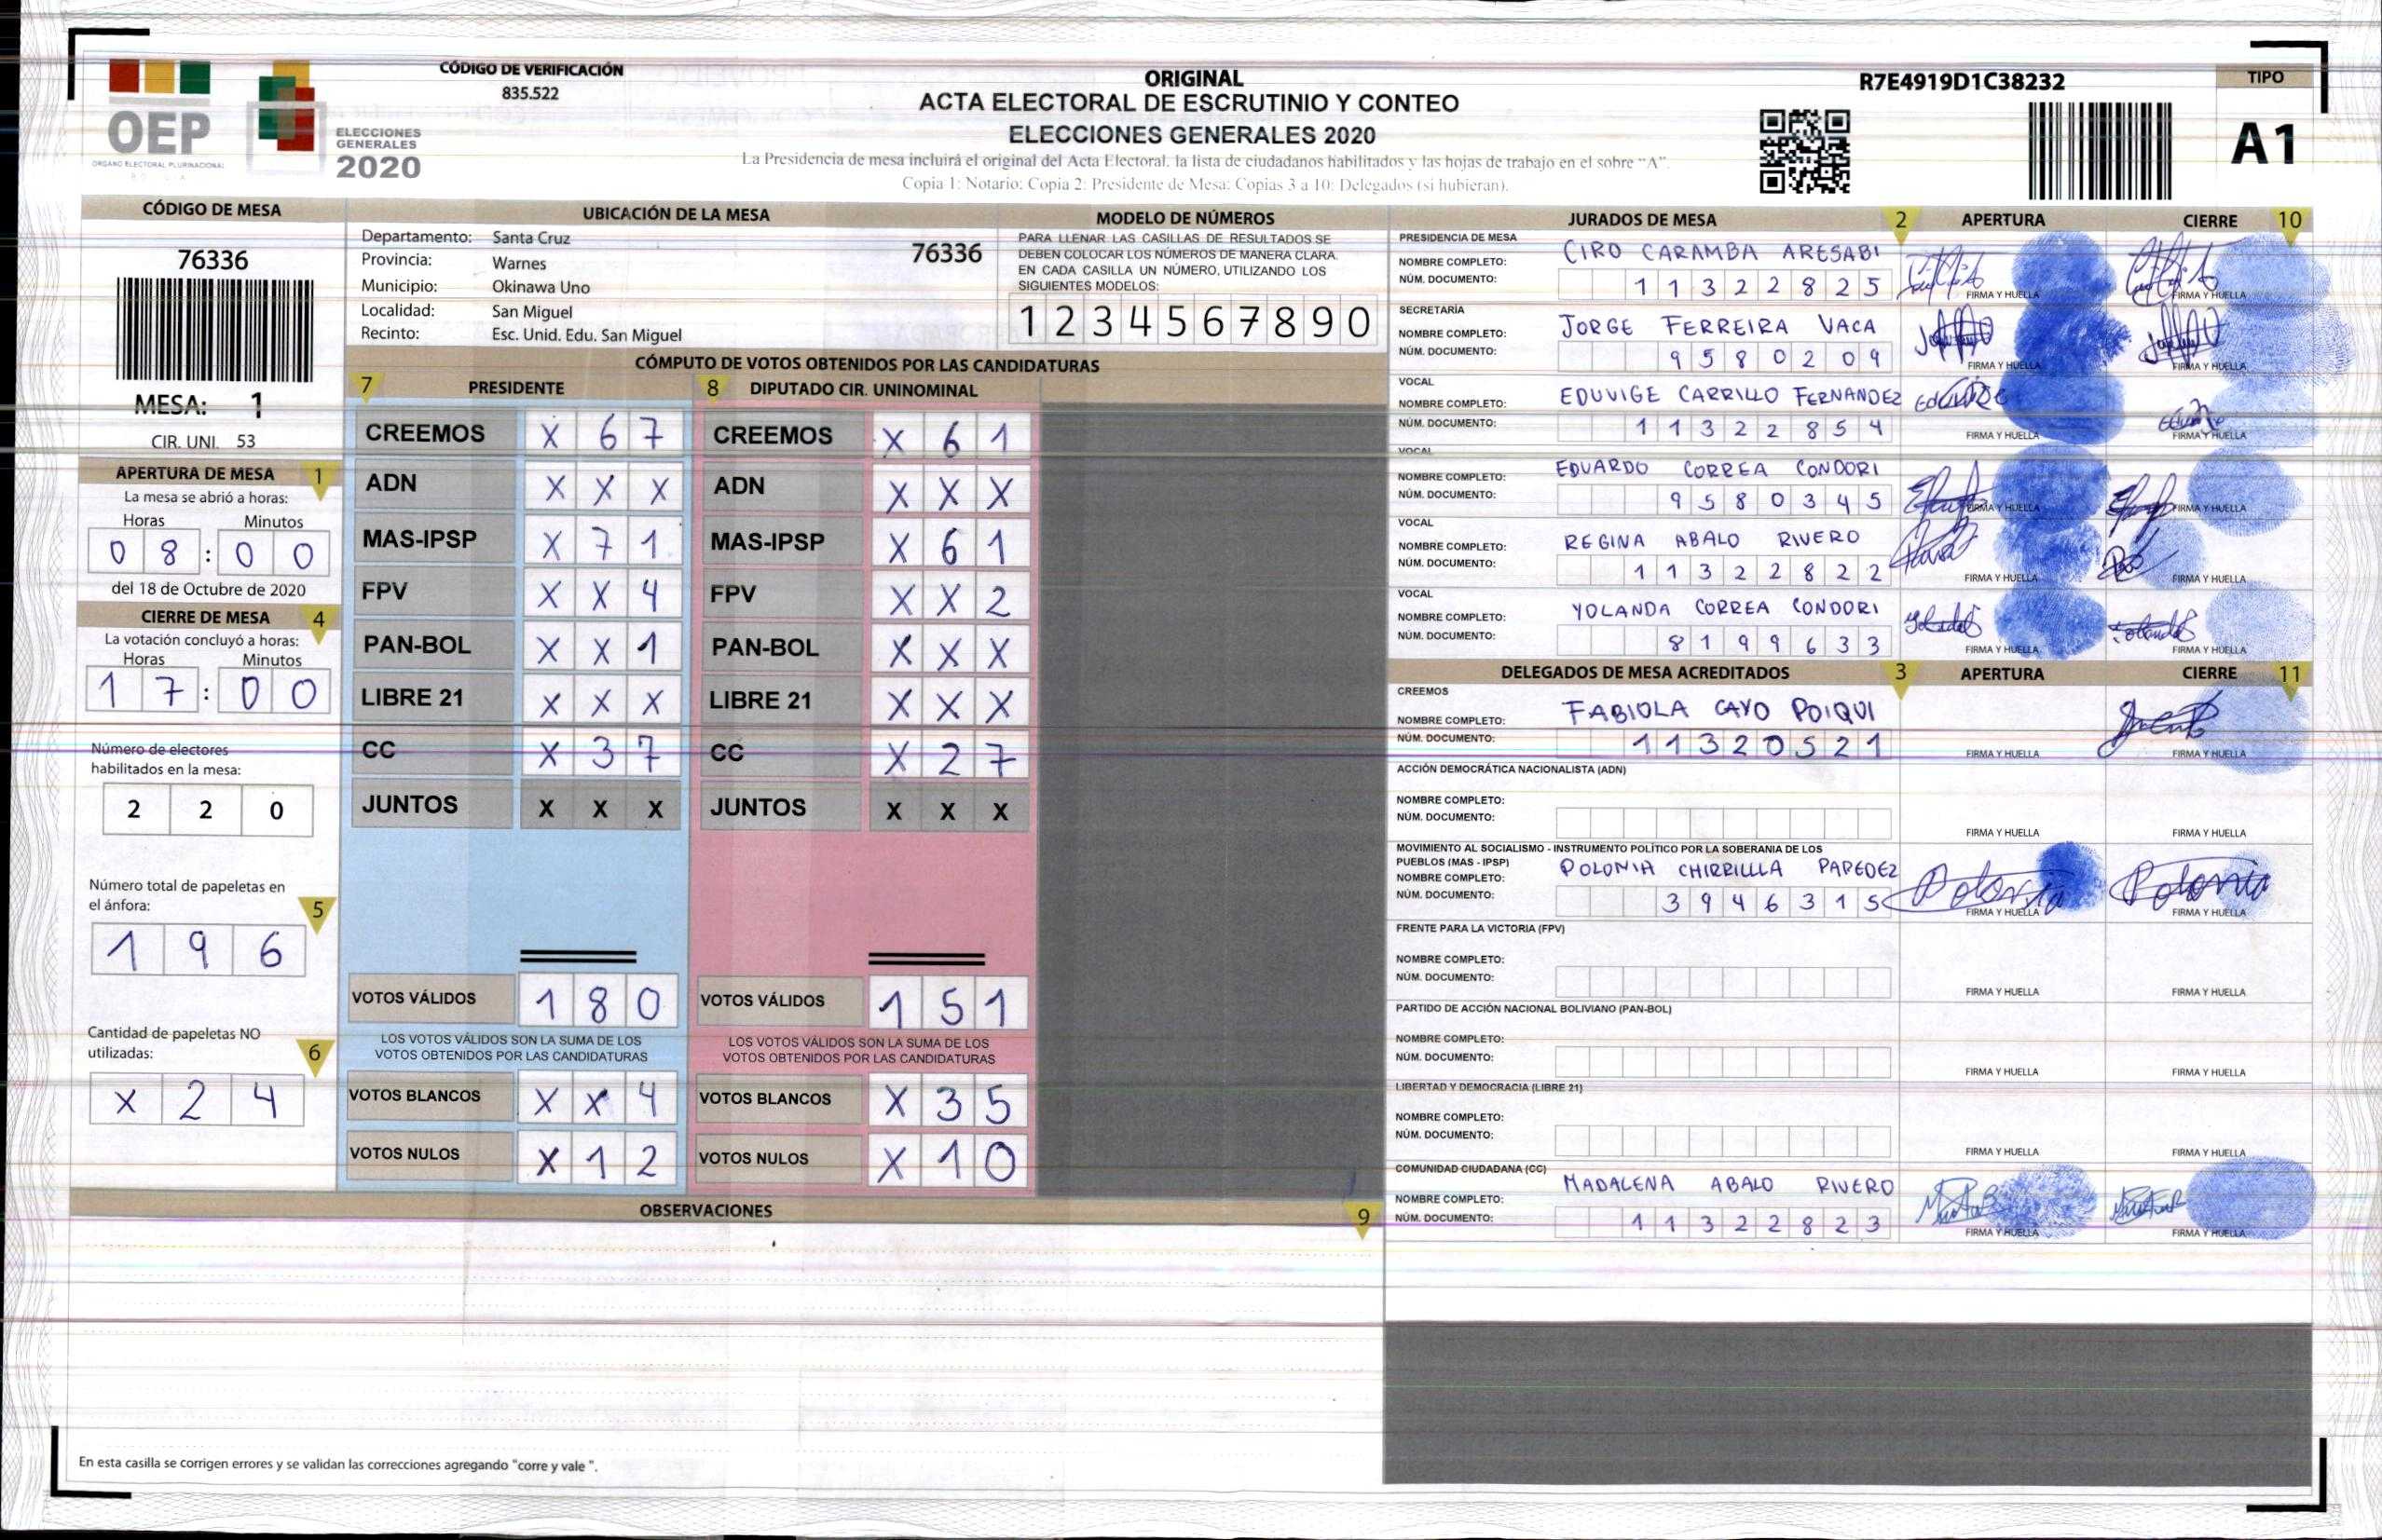 OEP
ÓRGANO ELECTORAL PLURINACIONAL
BOLIVIA
ELECCIONES
GENERALES
2020
CÓDIGO DE VERIFICACIÓN
835.522
ORIGINAL
ACTA ELECTORAL DE ESCRUTINIO Y CONTEO
ELECCIONES GENERALES 2020
La Presidencia de mesa incluirá el original del Acta Electoral, la lista de ciudadanos habilitados y las hojas de trabajo en el sobre "A".
Copia 1: Notario; Copia 2: Presidente de Mesa; Copias 3 a 10: Delegados (si hubieran).
R7E4919D1C38232
TIPO
A1
CÓDIGO DE MESA
76336
MESA: 1
CIR. UNI. 53
APERTURA DE MESA 1
La mesa se abrió a horas:
Horas Minutos
0 8 : 0 0
del 18 de Octubre de 2020
CIERRE DE MESA 4
La votación concluyó a horas:
Horas Minutos
1 7 : 0 0
Número de electores
habilitados en la mesa:
2 2 0
Número total de papeletas en
el ánfora: 5
1 9 6
Cantidad de papeletas NO
utilizadas: 6
X 2 4
UBICACIÓN DE LA MESA
Departamento: Santa Cruz 76336
Provincia: Warnes
Municipio: Okinawa Uno
Localidad: San Miguel
Recinto: Esc. Unid. Edu. San Miguel
MODELO DE NÚMEROS
PARA LLENAR LAS CASILLAS DE RESULTADOS SE
DEBEN COLOCAR LOS NÚMEROS DE MANERA CLARA.
EN CADA CASILLA UN NÚMERO, UTILIZANDO LOS
SIGUIENTES MODELOS:
1 2 3 4 5 6 7 8 9 0
CÓMPUTO DE VOTOS OBTENIDOS POR LAS CANDIDATURAS
7 PRESIDENTE 8 DIPUTADO CIR. UNINOMINAL
CREEMOS X 6 7 CREEMOS X 6 1
ADN X X X ADN X X X
MAS-IPSP X 7 1 MAS-IPSP X 6 1
FPV X X 4 FPV X X 2
PAN-BOL X X 1 PAN-BOL X X X
LIBRE 21 X X X LIBRE 21 X X X
CC X 3 7 CC X 2 7
JUNTOS X X X JUNTOS X X X
VOTOS VÁLIDOS 1 8 0 VOTOS VÁLIDOS 1 5 1
LOS VOTOS VÁLIDOS SON LA SUMA DE LOS LOS VOTOS VÁLIDOS SON LA SUMA DE LOS
VOTOS OBTENIDOS POR LAS CANDIDATURAS VOTOS OBTENIDOS POR LAS CANDIDATURAS
VOTOS BLANCOS X X 4 VOTOS BLANCOS X 3 5
VOTOS NULOS X 1 2 VOTOS NULOS X 1 0
OBSERVACIONES 9
En esta casilla se corrigen errores y se validan las correcciones agregando "corre y vale ".
JURADOS DE MESA 2 APERTURA CIERRE 10
PRESIDENCIA DE MESA
NOMBRE COMPLETO: CIRO CARAMBA ARESABI
NÚM. DOCUMENTO: 1 1 3 2 2 8 2 5 FIRMA Y HUELLA FIRMA Y HUELLA
SECRETARÍA
NOMBRE COMPLETO: JORGE FERREIRA VACA
NÚM. DOCUMENTO: 9 5 8 0 2 0 9 FIRMA Y HUELLA FIRMA Y HUELLA
VOCAL
NOMBRE COMPLETO: EDUVIGE CARRILLO FERNANDEZ
NÚM. DOCUMENTO: 1 1 3 2 2 8 5 4 FIRMA Y HUELLA FIRMA Y HUELLA
VOCAL
NOMBRE COMPLETO: EDUARDO CORREA CONDORI
NÚM. DOCUMENTO: 9 5 8 0 3 4 5 FIRMA Y HUELLA FIRMA Y HUELLA
VOCAL
NOMBRE COMPLETO: REGINA ABALO RIVERO
NÚM. DOCUMENTO: 1 1 3 2 2 8 2 2 FIRMA Y HUELLA FIRMA Y HUELLA
VOCAL
NOMBRE COMPLETO: YOLANDA CORREA CONDORI
NÚM. DOCUMENTO: 8 1 9 9 6 3 3 FIRMA Y HUELLA FIRMA Y HUELLA
DELEGADOS DE MESA ACREDITADOS 3 APERTURA CIERRE 11
CREEMOS
NOMBRE COMPLETO: FABIOLA CAYO POIQUI
NÚM. DOCUMENTO: 1 1 3 2 0 5 2 1 FIRMA Y HUELLA FIRMA Y HUELLA
ACCIÓN DEMOCRÁTICA NACIONALISTA (ADN)
NOMBRE COMPLETO:
NÚM. DOCUMENTO: FIRMA Y HUELLA FIRMA Y HUELLA
MOVIMIENTO AL SOCIALISMO - INSTRUMENTO POLÍTICO POR LA SOBERANIA DE LOS
PUEBLOS (MAS - IPSP)
NOMBRE COMPLETO: POLONIA CHIRRILLLA PAREDEZ
NÚM. DOCUMENTO: 3 9 4 6 3 1 5 Polonia FIRMA Y HUELLA Polonia FIRMA Y HUELLA
FRENTE PARA LA VICTORIA (FPV)
NOMBRE COMPLETO:
NÚM. DOCUMENTO: FIRMA Y HUELLA FIRMA Y HUELLA
PARTIDO DE ACCIÓN NACIONAL BOLIVIANO (PAN-BOL)
NOMBRE COMPLETO:
NÚM. DOCUMENTO: FIRMA Y HUELLA FIRMA Y HUELLA
LIBERTAD Y DEMOCRACIA (LIBRE 21)
NOMBRE COMPLETO:
NÚM. DOCUMENTO: FIRMA Y HUELLA FIRMA Y HUELLA
COMUNIDAD CIUDADANA (CC)
NOMBRE COMPLETO: MADALENA ABALO RIVERO
NÚM. DOCUMENTO: 1 1 3 2 2 8 2 3 FIRMA Y HUELLA FIRMA Y HUELLA